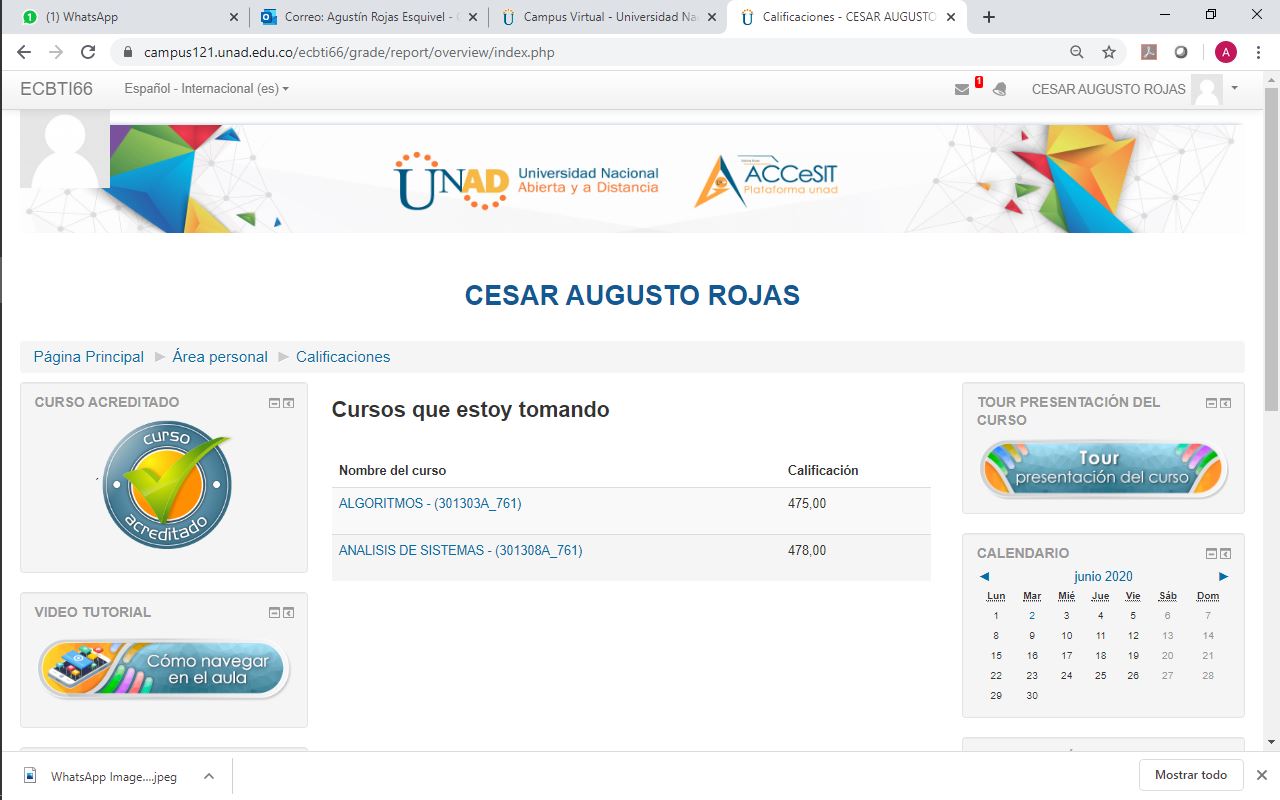 (1) WhatsApp
Correo: Agustín Rojas Esquivel -
Campus Virtual - Universidad Na
Calificaciones - CESAR AUGUSTO
campus121.unad.edu.co/ecbti66/grade/report/overview/index.php
A
ECBTI66
Español - Internacional (es)
1
CESAR AUGUSTO ROJAS
UNAD
Universidad Nacional
Abierta y a Distancia
ACCeSIT
Plataforma unad
CESAR AUGUSTO ROJAS
Página Principal ► Área personal ► Calificaciones
CURSO ACREDITADO
curso
acreditado
VIDEO TUTORIAL
Cómo navegar
en el aula
Cursos que estoy tomando
Nombre del curso Calificación
ALGORITMOS - (301303A_761) 475,00
ANALISIS DE SISTEMAS - (301308A_761) 478,00
TOUR PRESENTACIÓN DEL
CURSO
Tour
presentación del curso
CALENDARIO
◄ junio 2020 ►
Lun Mar Mié Jue Vie Sáb Dom
1 2 3 4 5 6 7
8 9 10 11 12 13 14
15 16 17 18 19 20 21
22 23 24 25 26 27 28
29 30
WhatsApp Image....jpeg
Mostrar todo